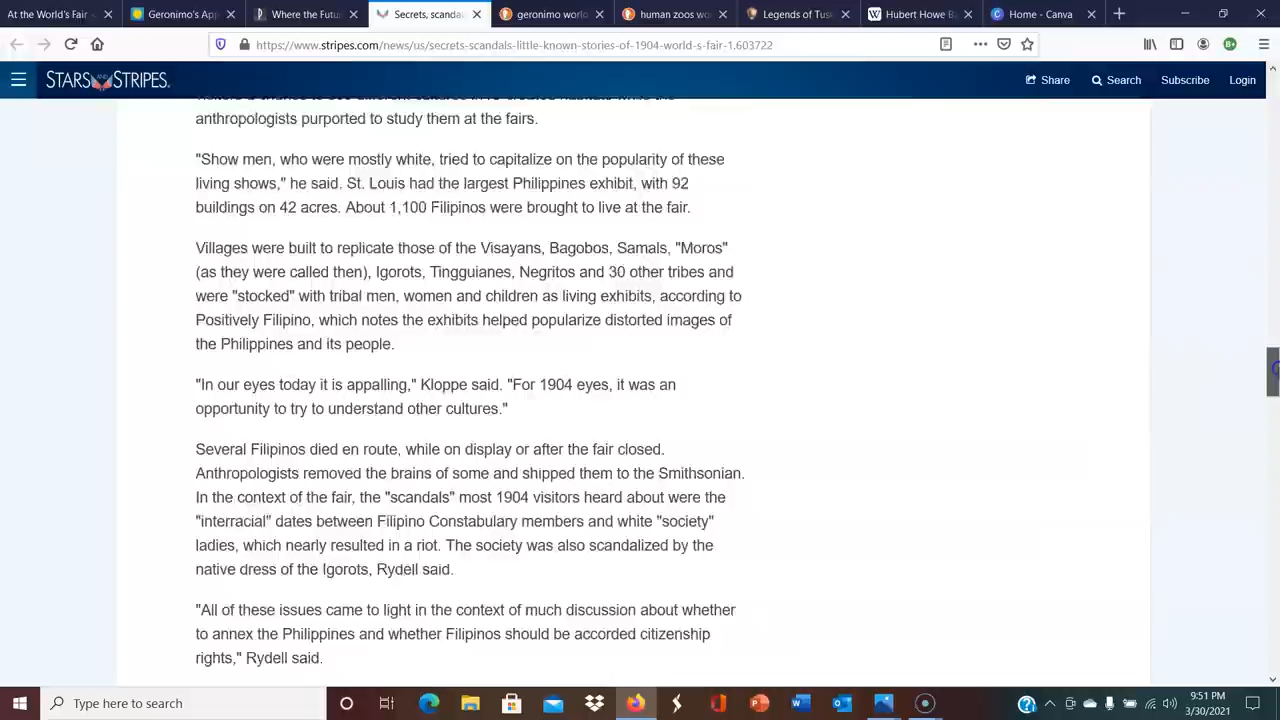 At the World's Fair
Geronimo's App
Where the Futur
Secrets, scanda
geronimo world
human zoos wo
Legends of Tusk
Hubert Howe Ba
Home - Canva
https://www.stripes.com/news/us/secrets-scandals-little-known-stories-of-1904-world-s-fair-1.603722
STARS AND STRIPES.
Share
Search
Subscribe
Login
anthropologists purported to study them at the fairs.
"Show men, who were mostly white, tried to capitalize on the popularity of these
living shows," he said. St. Louis had the largest Philippines exhibit, with 92
buildings on 42 acres. About 1,100 Filipinos were brought to live at the fair.
Villages were built to replicate those of the Visayans, Bagobos, Samals, "Moros"
(as they were called then), Igorots, Tingguianes, Negritos and 30 other tribes and
were "stocked" with tribal men, women and children as living exhibits, according to
Positively Filipino, which notes the exhibits helped popularize distorted images of
the Philippines and its people.
"In our eyes today it is appalling," Kloppe said. "For 1904 eyes, it was an
opportunity to try to understand other cultures."
Several Filipinos died en route, while on display or after the fair closed.
Anthropologists removed the brains of some and shipped them to the Smithsonian.
In the context of the fair, the "scandals" most 1904 visitors heard about were the
"interracial" dates between Filipino Constabulary members and white "society"
ladies, which nearly resulted in a riot. The society was also scandalized by the
native dress of the Igorots, Rydell said.
"All of these issues came to light in the context of much discussion about whether
to annex the Philippines and whether Filipinos should be accorded citizenship
rights," Rydell said.
Type here to search
9:51 PM
3/30/2021